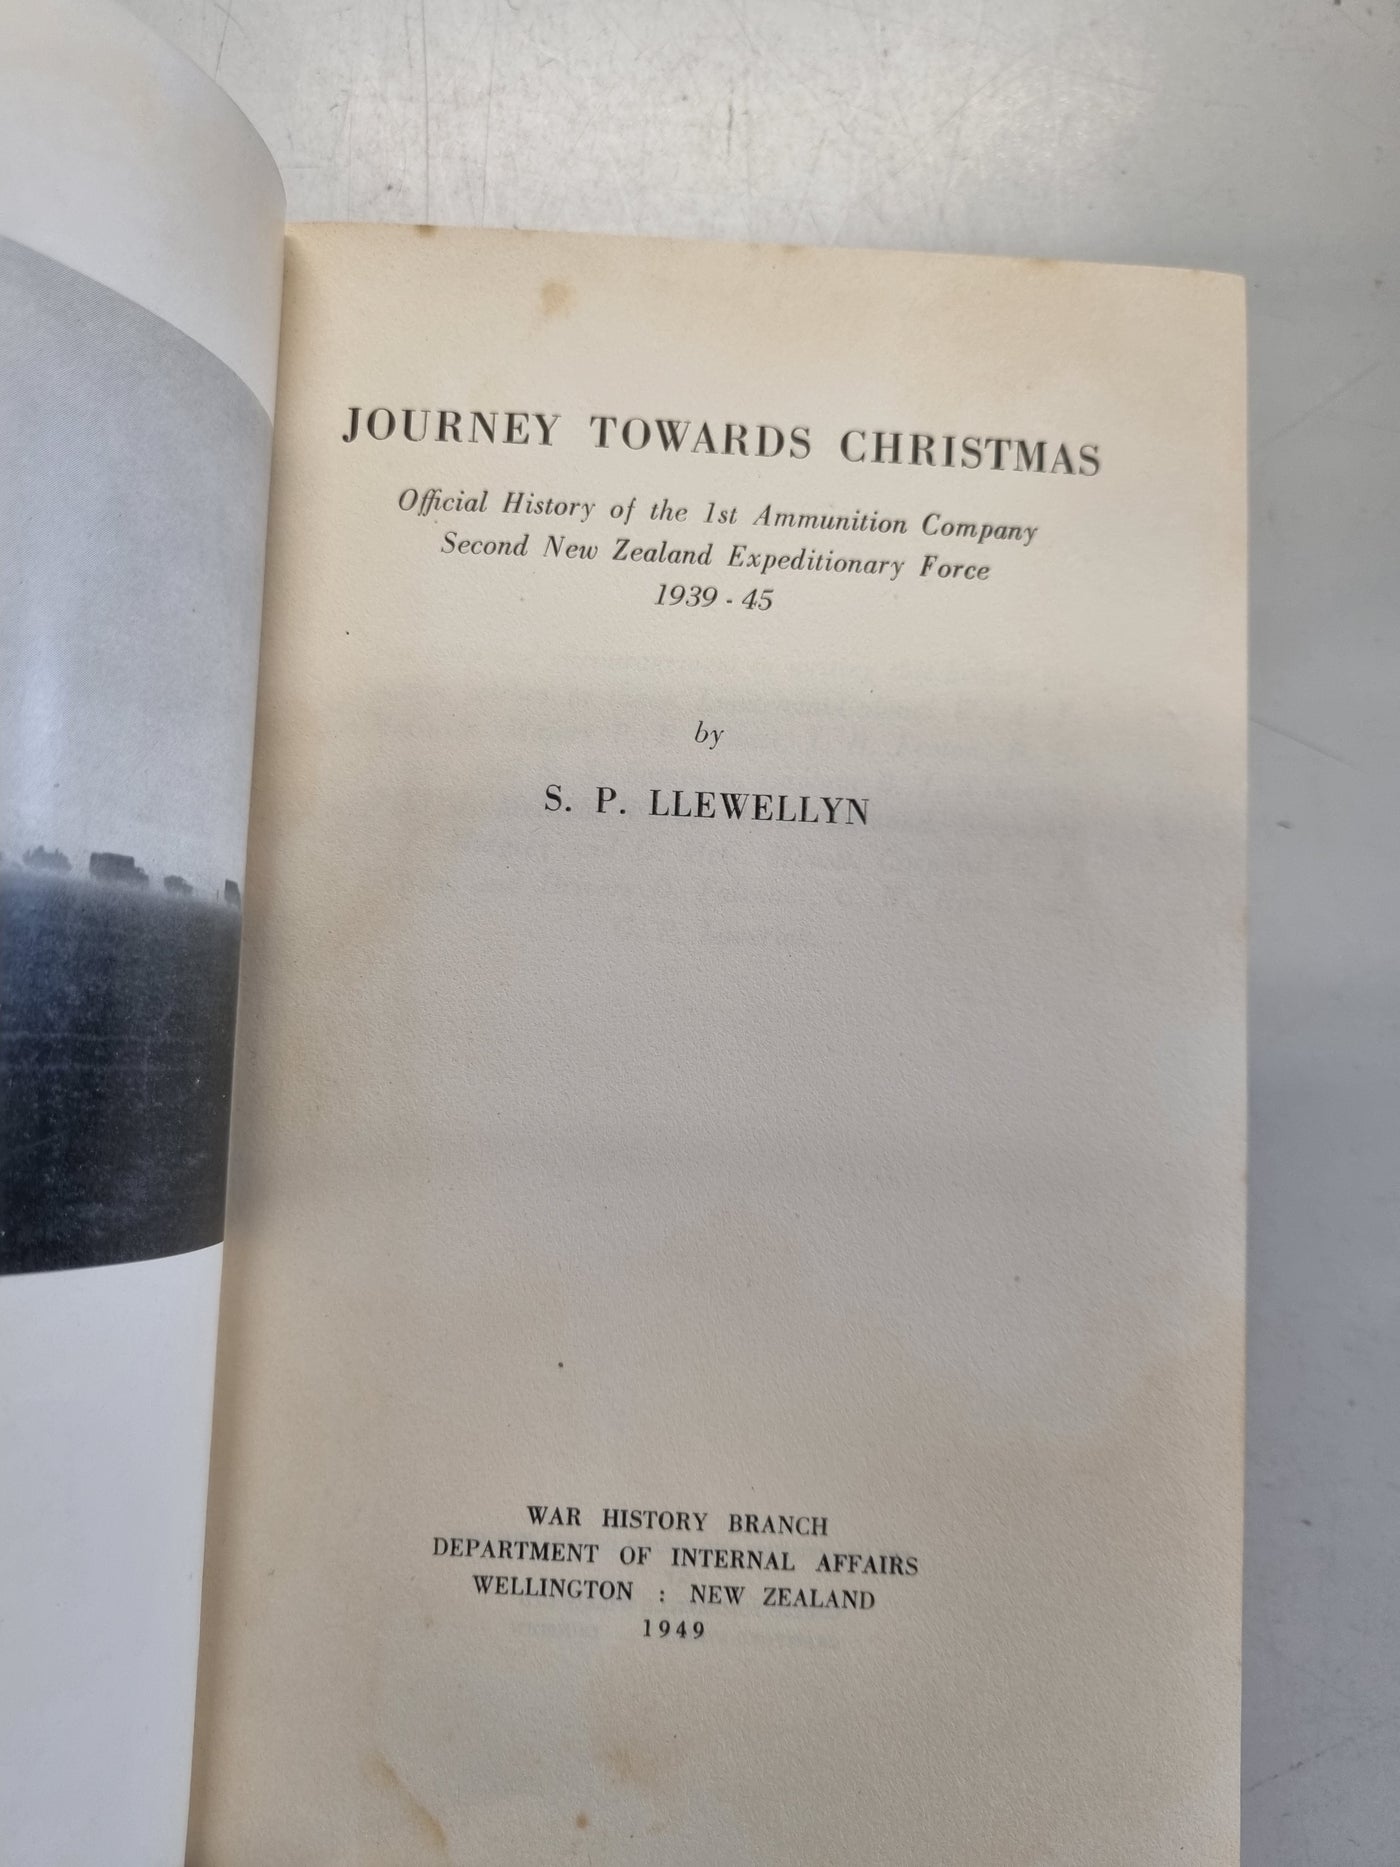 JOURNEY TOWARDS CHRISTMAS
Official History of the 1st Ammunition Company
Second New Zealand Expeditionary Force
1939 - 45
by
S. P. LLEWELLYN
WAR HISTORY BRANCH
DEPARTMENT OF INTERNAL AFFAIRS
WELLINGTON : NEW ZEALAND
1949